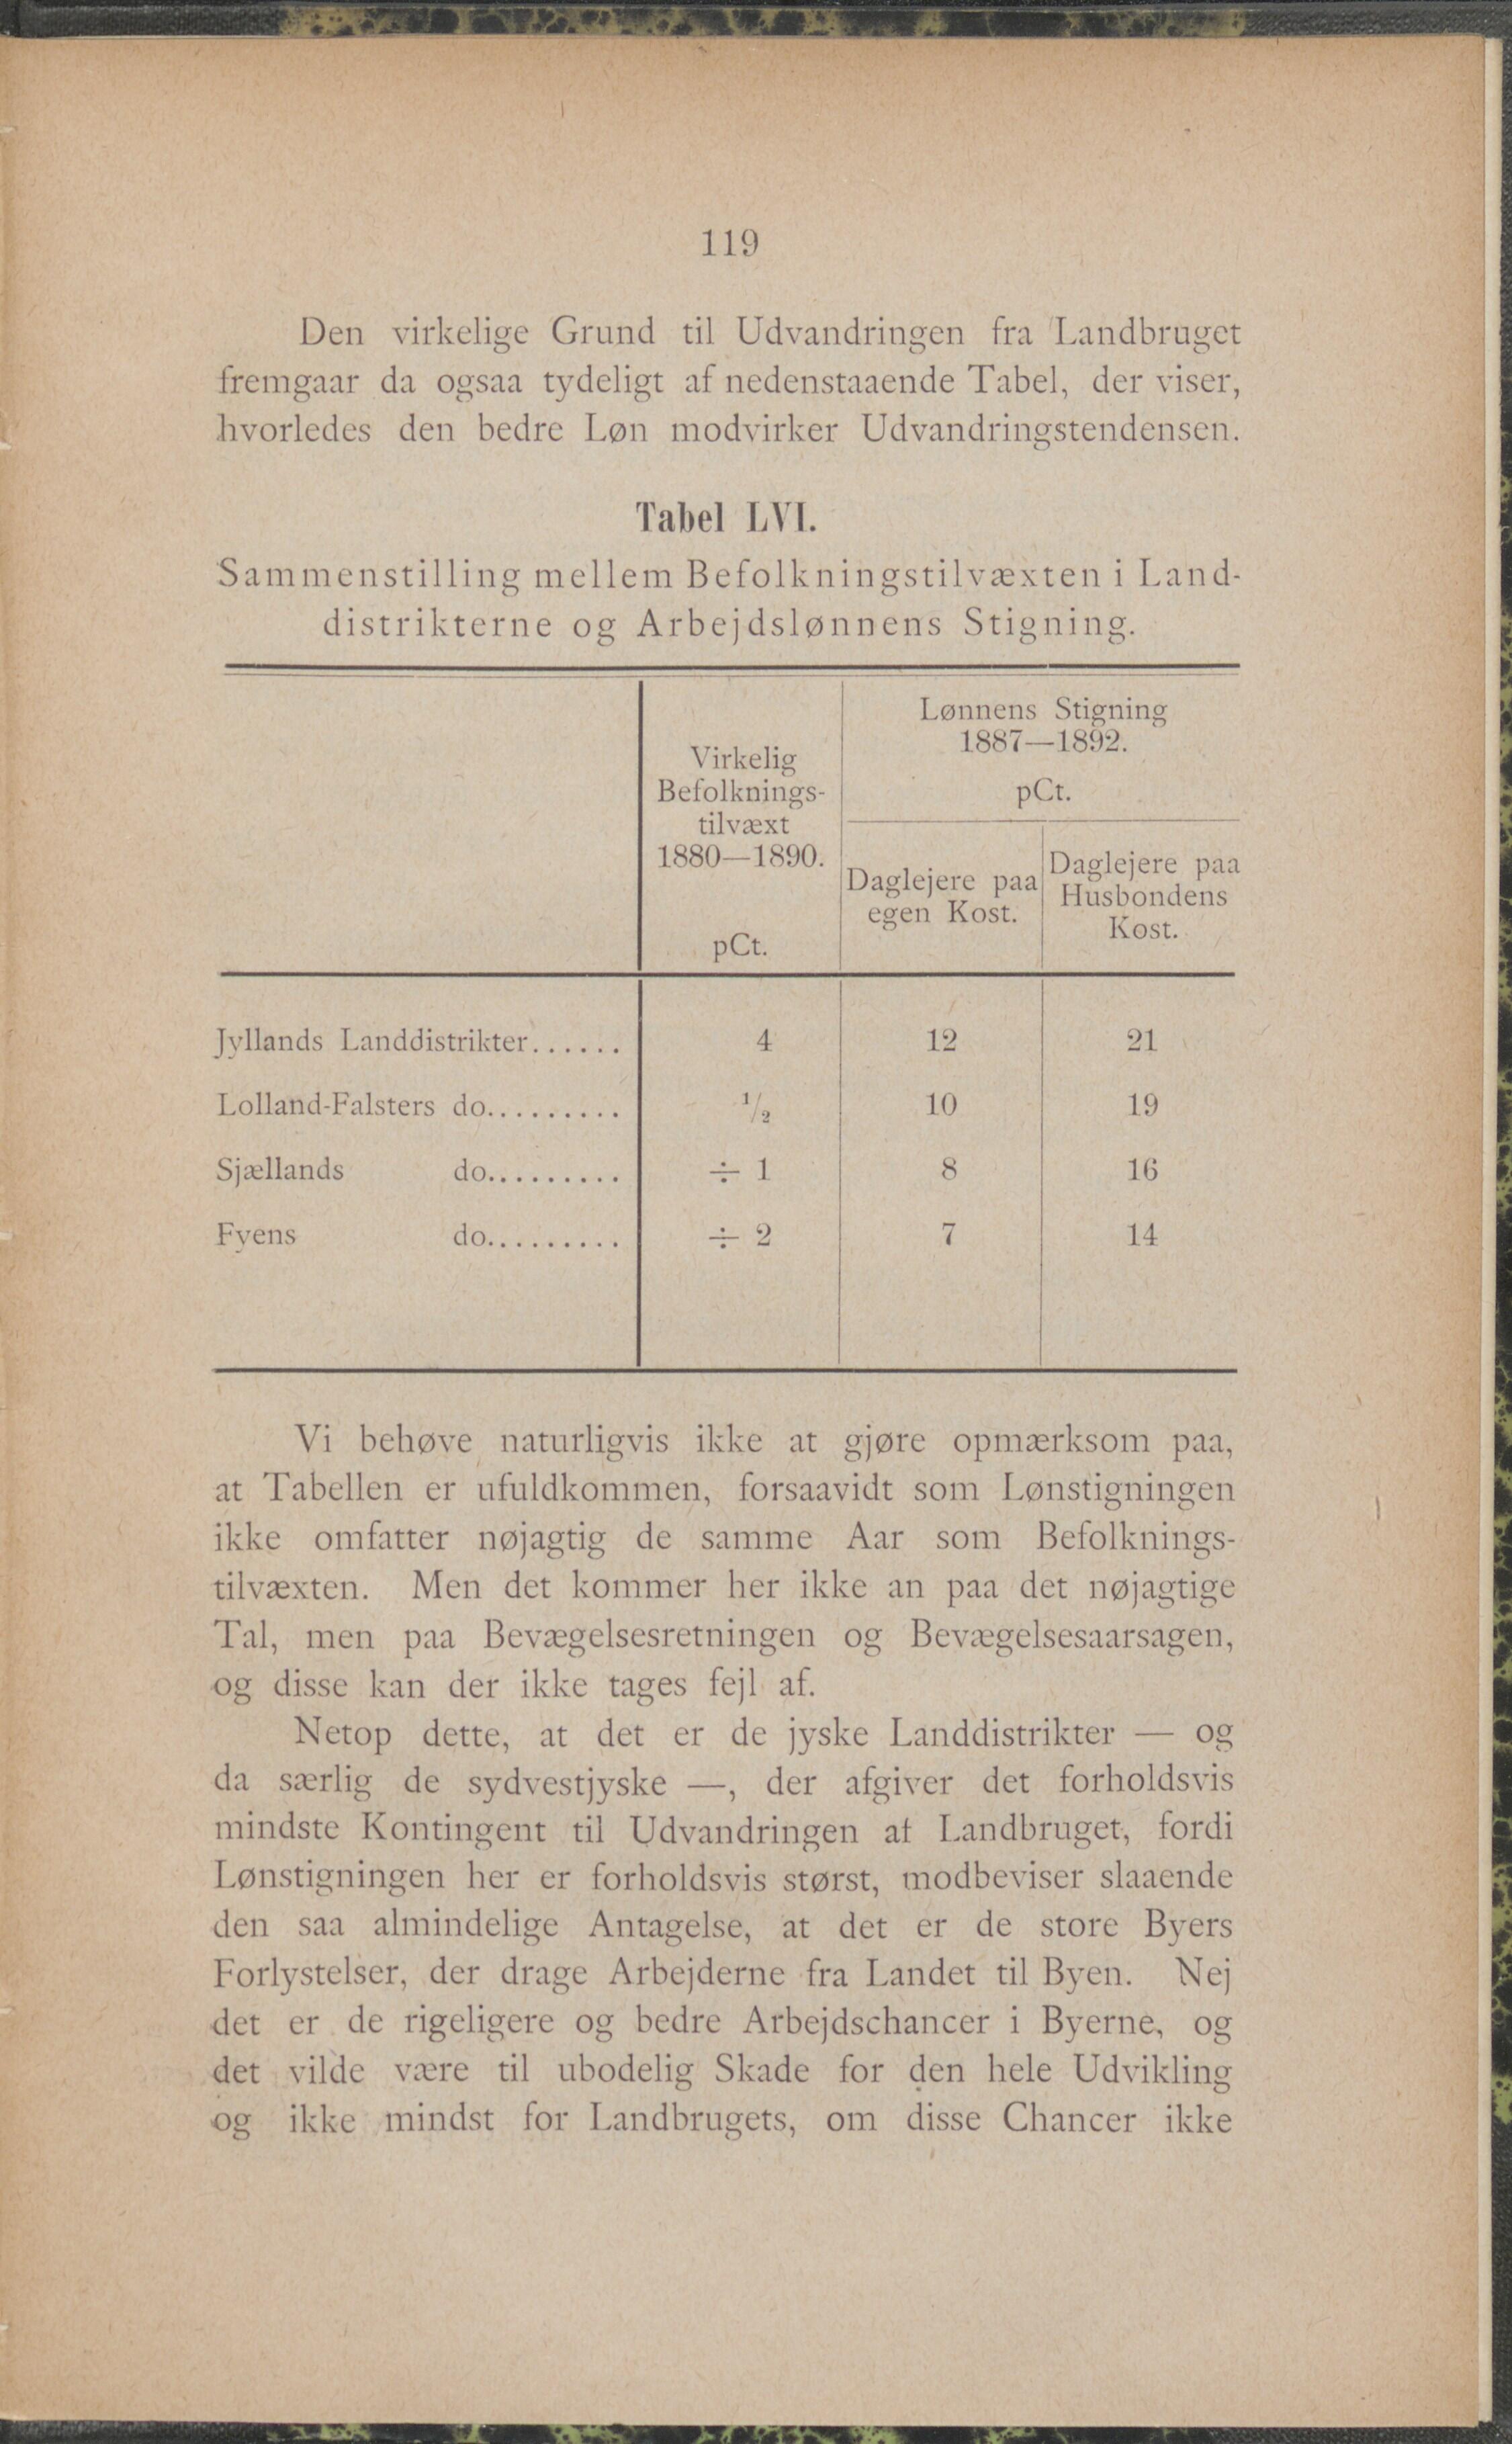 119
Den virkelige Grund til Udvandringen fra Landbruget
fremgaar da ogsaa tydeligt af nedenstaaende Tabel, der viser,
hvorledes den bedre Løn modvirker Udvandringstendensen.
Tabel LVI.
Sammenstilling mellem Befolkningstilvæxten i Land-
distrikterne og Arbejdslønnens Stigning.
Virkelig
Befolknings-
tilvæxt
1880—1890.
pCt.
Lønnens Stigning
1887—1892.
pCt.
Daglejere paa
egen Kost.
Daglejere paa
Husbondens
Kost.
Jyllands Landdistrikter...... 4 12 21
Lolland-Falsters do......... ½ 10 19
Sjællands do......... ÷ 1 8 16
Fyens do......... ÷ 2 7 14
Vi behøve naturligvis ikke at gjøre opmærksom paa,
at Tabellen er ufuldkommen, forsaavidt som Lønstigningen
ikke omfatter nøjagtig de samme Aar som Befolknings-
tilvæxten. Men det kommer her ikke an paa det nøjagtige
Tal, men paa Bevægelsesretningen og Bevægelsesaarsagen,
og disse kan der ikke tages fejl af.
Netop dette, at det er de jyske Landdistrikter — og
da særlig de sydvestjyske —, der afgiver det forholdsvis
mindste Kontingent til Udvandringen af Landbruget, fordi
Lønstigningen her er forholdsvis størst, modbeviser slaaende
den saa almindelige Antagelse, at det er de store Byers
Forlystelser, der drage Arbejderne fra Landet til Byen. Nej
det er de rigeligere og bedre Arbejdschancer i Byerne, og
det vilde være til ubodelig Skade for den hele Udvikling
og ikke mindst for Landbrugets, om disse Chancer ikke